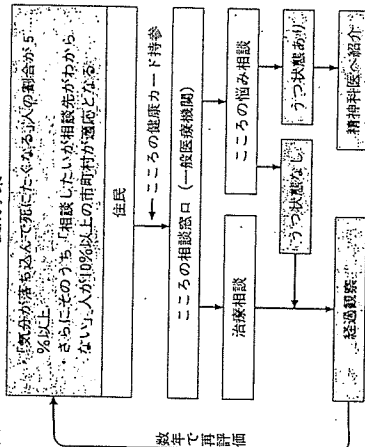 「気分が落ち込んで死にたくなる」人の割合が5
%以上
さらにそのうち「相談したいが相談先がわから
ない」人が10%以上の市町村が適応となる
住民
こころの健康カード持参
こころの相談窓口（一般医療機関）
治療相談
こころの悩み相談
うつ状態なし
うつ状態あり
経過観察
精神科医へ紹介
数年で再評価